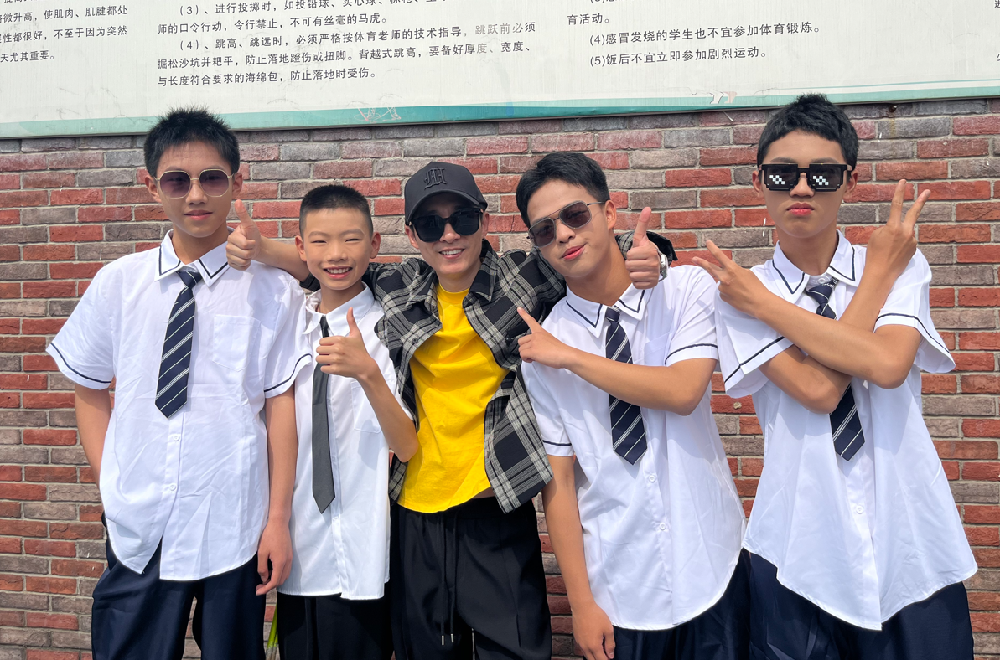 将微升高，使肌肉、肌腱都处
性都很好，不至于因为突然
天尤其重要。
（3）、进行投掷时，如投铅球、实心球、标枪、
师的口令行动，令行禁止，不可有丝毫的马虎。
（4）、跳高、跳远时，必须严格按体育老师的技术指导，跳跃前必须
掘松沙坑并耙平，防止落地蹬伤或扭脚。背越式跳高，要备好厚度、宽度、
与长度符合要求的海绵包，防止落地时受伤。
育活动。
(4)感冒发烧的学生也不宜参加体育锻炼。
(5)饭后不宜立即参加剧烈运动。